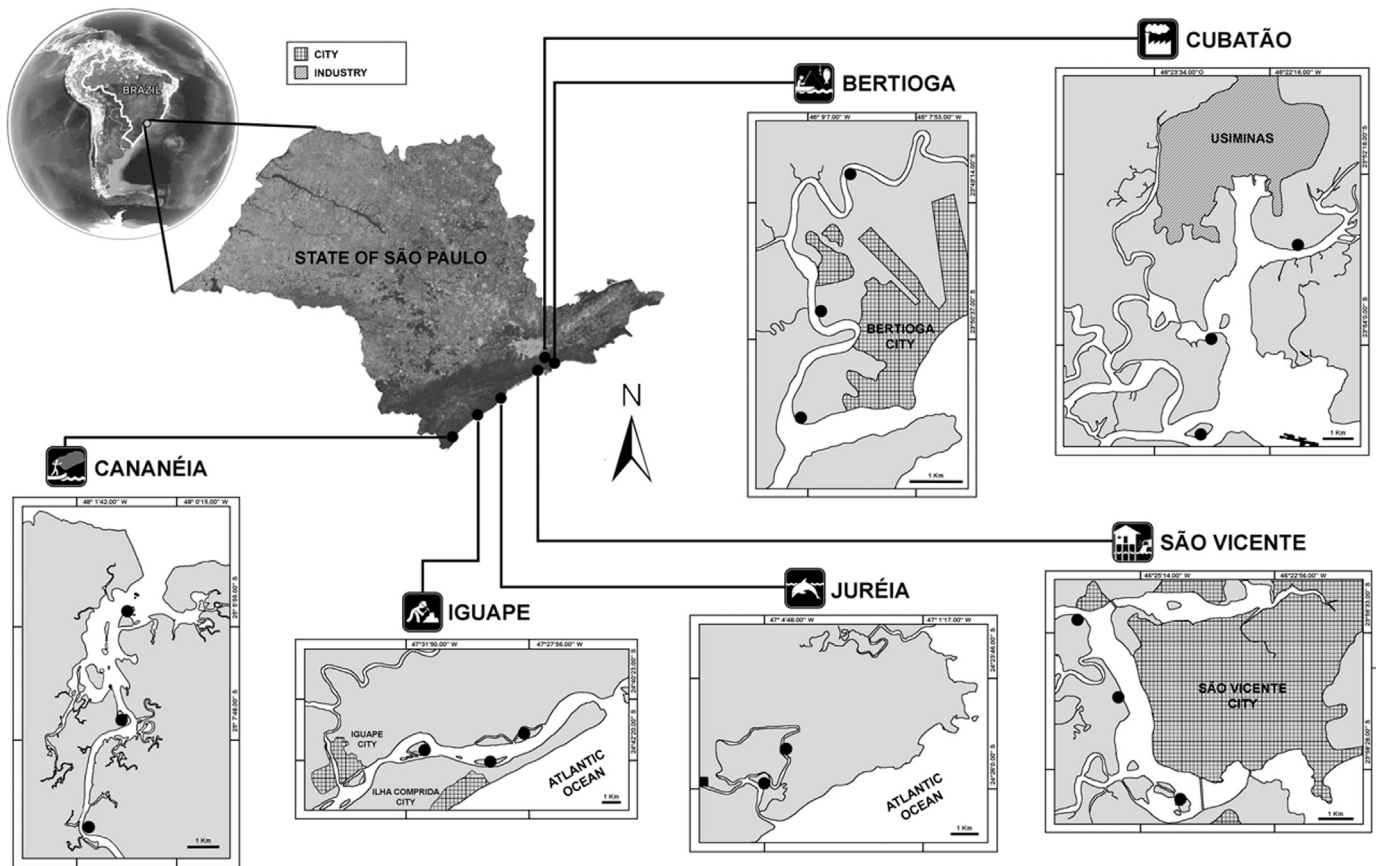 BRAZIL
CITY
INDUSTRY
STATE OF SÃO PAULO
N
CUBATÃO
46° 23'34.00"O
46° 22'16.00" W
USIMINAS
23°52'18.00" S
23°54'0.00" S
1 Km
BERTIOGA
46° 9'7.00" W
46° 7'53.00" W
23°49'14.00" S
23°50'37.00" S
BERTIOGA
CITY
1 Km
CANANÉIA
48° 1'42.00" W
48° 0'15.00" W
25° 5'55.00" S
25° 7'48.00" S
1 Km
IGUAPE
47°31'50.00" W
47°27'56.00" W
24°40'23.00" S
24°42'20.00" S
IGUAPE
CITY
ILHA COMPRIDA
CITY
ATLANTIC
OCEAN
1 Km
JURÉIA
47° 4'48.00" W
47° 1'17.00" W
24°23'46.00" S
24°26'0.00" S
ATLANTIC
OCEAN
1 Km
SÃO VICENTE
46°25'14.00" W
46°22'56.00" W
23°56'33.00" S
23°58'28.00" S
SÃO VICENTE
CITY
1 Km